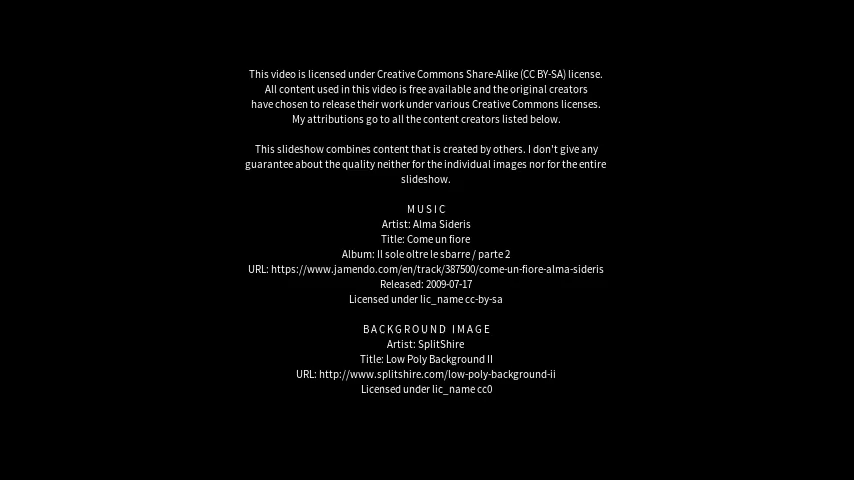 This video is licensed under Creative Commons Share-Alike (CC BY-SA) license.
All content used in this video is free available and the original creators
have chosen to release their work under various Creative Commons licenses.
My attributions go to all the content creators listed below.
This slideshow combines content that is created by others. I don't give any
guarantee about the quality neither for the individual images nor for the entire
slideshow.
MUSIC
Artist: Alma Sideris
Title: Come un fiore
Album: Il sole oltre le sbarre / parte 2
URL: https://www.jamendo.com/en/track/387500/come-un-fiore-alma-sideris
Released: 2009-07-17
Licensed under lic_name cc-by-sa
BACKGROUND IMAGE
Artist: SplitShire
Title: Low Poly Background II
URL: http://www.splitshire.com/low-poly-background-ii
Licensed under lic_name cc0